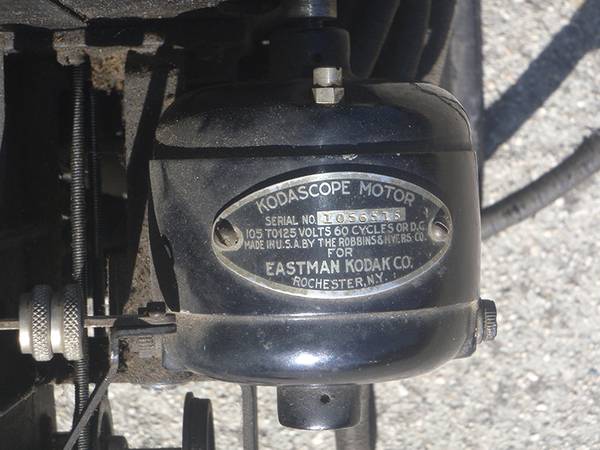 KODASCOPE MOTOR
SERIAL NO. 1056515
105 TO 125 VOLTS 60 CYCLES OR D.C.
MADE IN U.S.A. BY THE ROBBINS & MYERS CO.
FOR
EASTMAN KODAK CO.
ROCHESTER, N.Y.